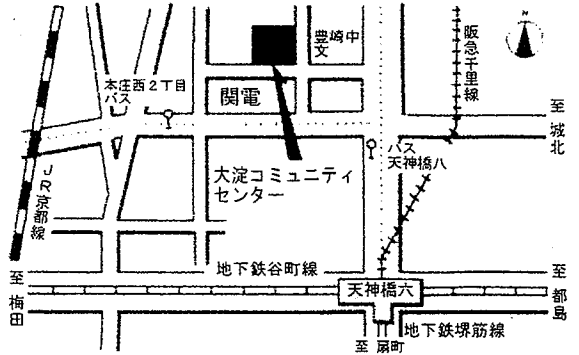 豊崎中
文
N
阪急千里線
本庄西2丁目
バス
関電
至城北
バス
天神橋八
大淀コミュニティ
センター
JR京都線
地下鉄谷町線
至梅田
天神橋六
至都島
地下鉄堺筋線
至扇町